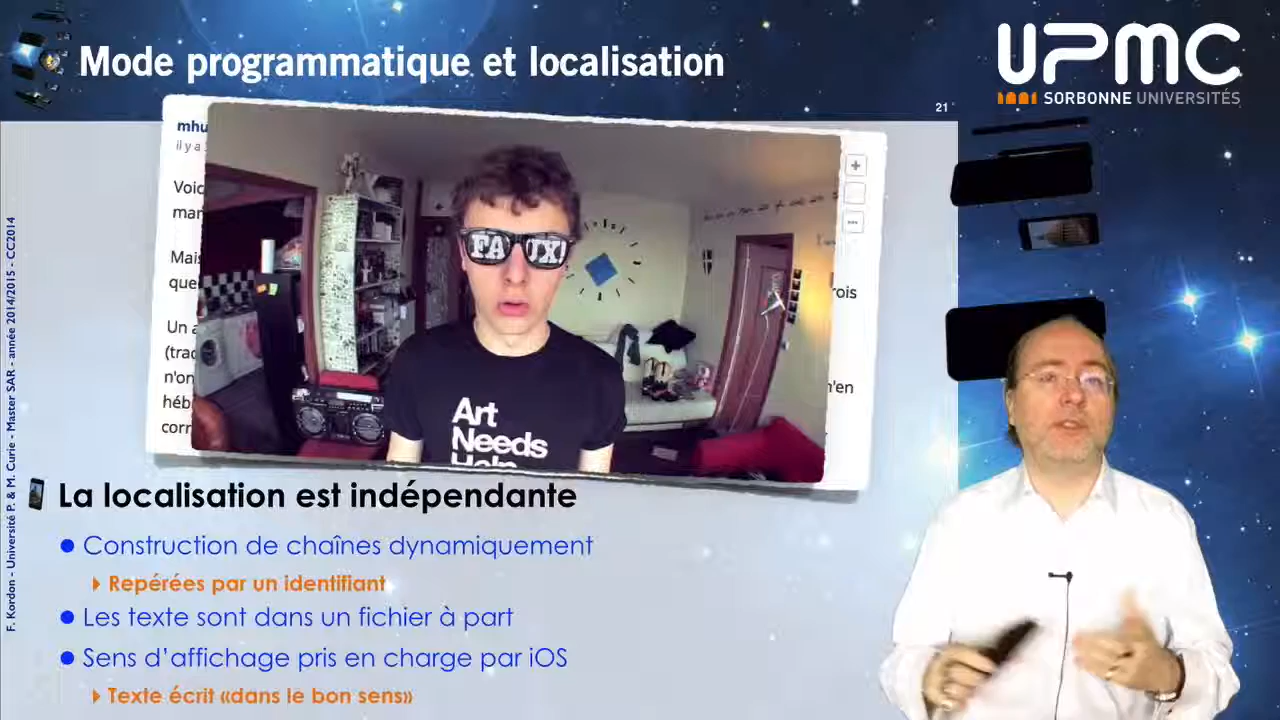 Mode programmatique et localisation
UPMC
SORBONNE UNIVERSITÉS
21
il y a
FAUX!
Art
Needs
La localisation est indépendante
Construction de chaînes dynamiquement
Repérées par un identifiant
Les texte sont dans un fichier à part
Sens d'affichage pris en charge par iOS
Texte écrit «dans le bon sens»
F. Kordon - Université P. & M. Curie - Master SAR - année 2014/2015 - CC2014